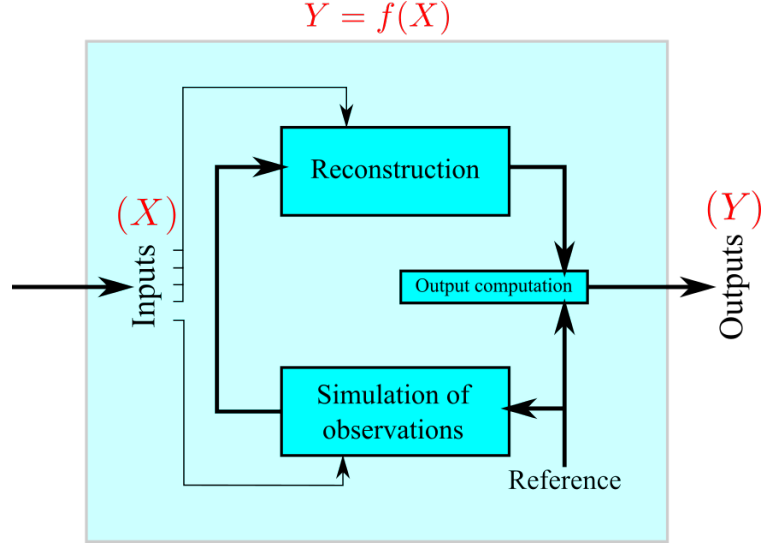 Y = f(X)
Reconstruction
(X)
(Y)
Inputs
Output computation
Outputs
Simulation of
observations
Reference